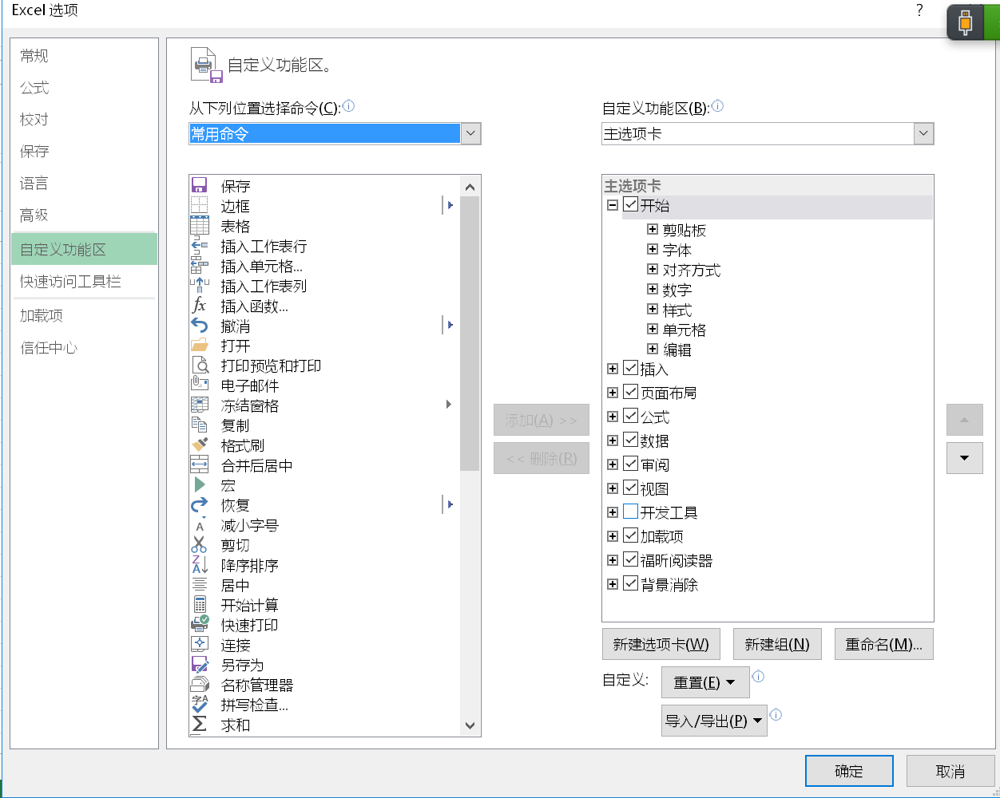 Excel 选项
?
常规
公式
校对
保存
语言
高级
自定义功能区
快速访问工具栏
加载项
信任中心
自定义功能区。
从下列位置选择命令(C):
常用命令
保存
边框
表格
插入工作表行
插入单元格...
插入工作表列
插入函数...
撤消
打开
打印预览和打印
电子邮件
冻结窗格
复制
格式刷
合并后居中
宏
恢复
减小字号
剪切
降序排序
居中
开始计算
快速打印
连接
另存为
名称管理器
拼写检查...
求和
添加(A) >>
<< 删除(R)
自定义功能区(B):
主选项卡
主选项卡
开始
剪贴板
字体
对齐方式
数字
样式
单元格
编辑
插入
页面布局
公式
数据
审阅
视图
开发工具
加载项
福昕阅读器
背景消除
新建选项卡(W)
新建组(N)
重命名(M)...
自定义:
重置(E)
导入/导出(P)
确定
取消